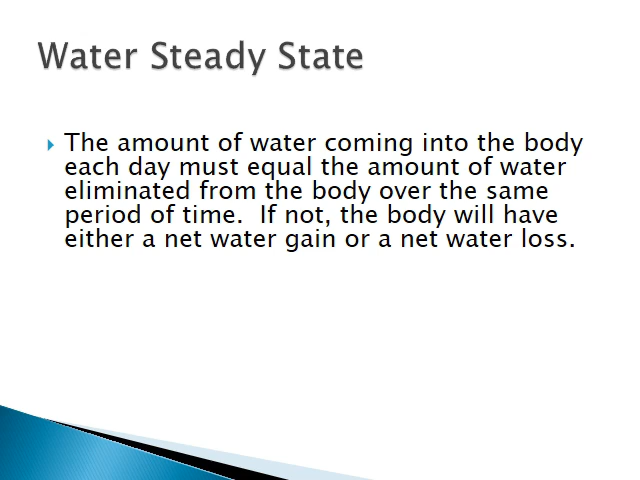 Water Steady State
The amount of water coming into the body
each day must equal the amount of water
eliminated from the body over the same
period of time.  If not, the body will have
either a net water gain or a net water loss.